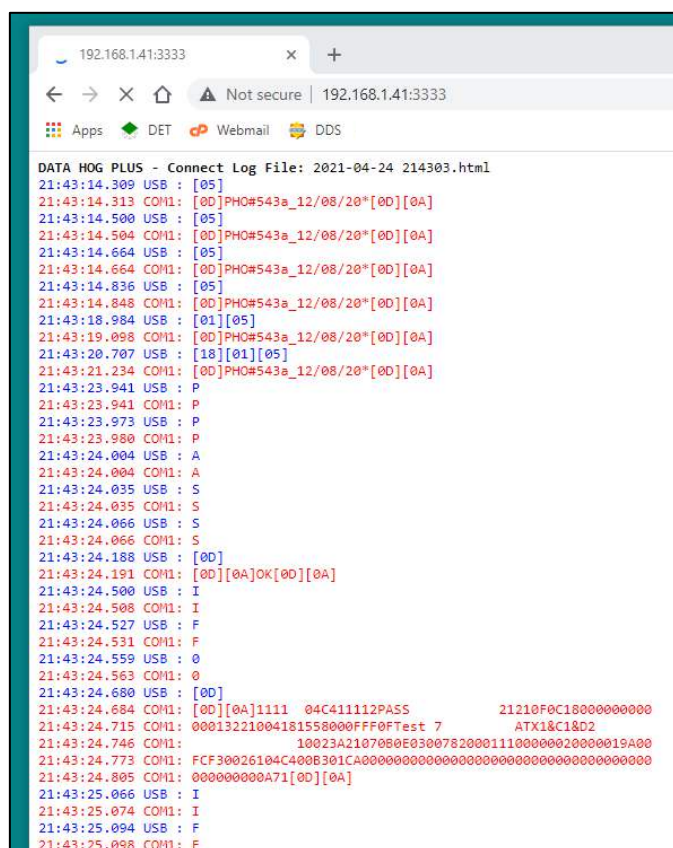 192.168.1.41:3333
Not secure | 192.168.1.41:3333
Apps DET Webmail DDS
DATA HOG PLUS - Connect Log File: 2021-04-24 214303.html
21:43:14.309 USB : [05]
21:43:14.313 COM1: [0D]PHO#543a_12/08/20*[0D][0A]
21:43:14.500 USB : [05]
21:43:14.504 COM1: [0D]PHO#543a_12/08/20*[0D][0A]
21:43:14.664 USB : [05]
21:43:14.664 COM1: [0D]PHO#543a_12/08/20*[0D][0A]
21:43:14.836 USB : [05]
21:43:14.848 COM1: [0D]PHO#543a_12/08/20*[0D][0A]
21:43:18.984 USB : [01][05]
21:43:19.098 COM1: [0D]PHO#543a_12/08/20*[0D][0A]
21:43:20.707 USB : [18][01][05]
21:43:21.234 COM1: [0D]PHO#543a_12/08/20*[0D][0A]
21:43:23.941 USB : P
21:43:23.941 COM1: P
21:43:23.973 USB : P
21:43:23.980 COM1: P
21:43:24.004 USB : A
21:43:24.004 COM1: A
21:43:24.035 USB : S
21:43:24.035 COM1: S
21:43:24.066 USB : S
21:43:24.066 COM1: S
21:43:24.188 USB : [0D]
21:43:24.191 COM1: [0D][0A]OK[0D][0A]
21:43:24.500 USB : I
21:43:24.508 COM1: I
21:43:24.527 USB : F
21:43:24.531 COM1: F
21:43:24.559 USB : 0
21:43:24.563 COM1: 0
21:43:24.680 USB : [0D]
21:43:24.684 COM1: [0D][0A]1111 04C411112PASS 21210F0C18000000000
21:43:24.715 COM1: 00013221004181558000FFF0FTest 7 ATX1&C1&D2
21:43:24.746 COM1: 10023A21070B0E03007820001110000002000019A00
21:43:24.773 COM1: FCF30026104C400B301CA00000000000000000000000000000000000
21:43:24.805 COM1: 000000000A71[0D][0A]
21:43:25.066 USB : I
21:43:25.074 COM1: I
21:43:25.094 USB : F
21:43:25.098 COM1: F